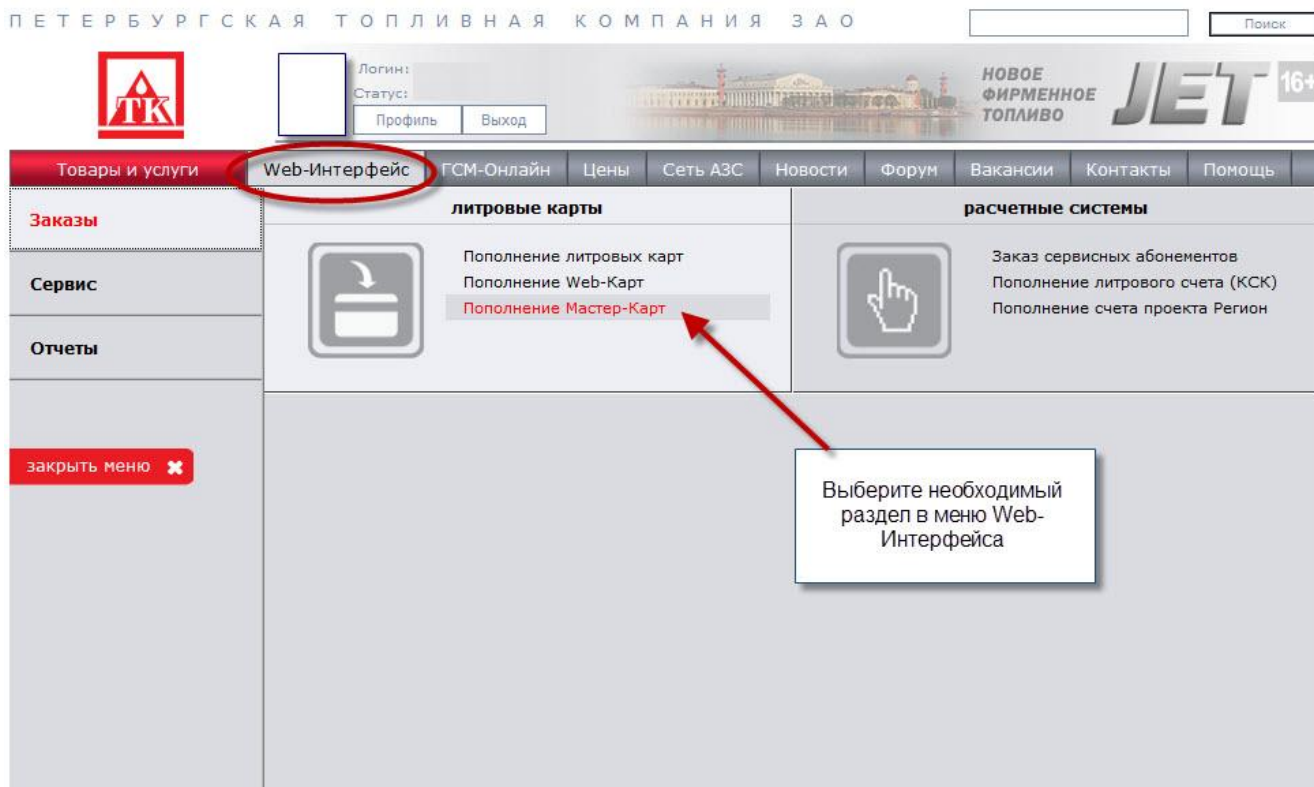 ПЕТЕРБУРГСКАЯ ТОПЛИВНАЯ КОМПАНИЯ ЗАО
Поиск
ПТК
Логин:
Статус:
Профиль Выход
НОВОЕ
ФИРМЕННОЕ
ТОПЛИВО
JET
16+
Товары и услуги Web-Интерфейс ГСМ-Онлайн Цены Сеть АЗС Новости Форум Вакансии Контакты Помощь
Заказы
Сервис
Отчеты
закрыть меню
литровые карты
Пополнение литровых карт
Пополнение Web-Карт
Пополнение Мастер-Карт
расчетные системы
Заказ сервисных абонементов
Пополнение литрового счета (КСК)
Пополнение счета проекта Регион
Выберите необходимый
раздел в меню Web-
Интерфейса